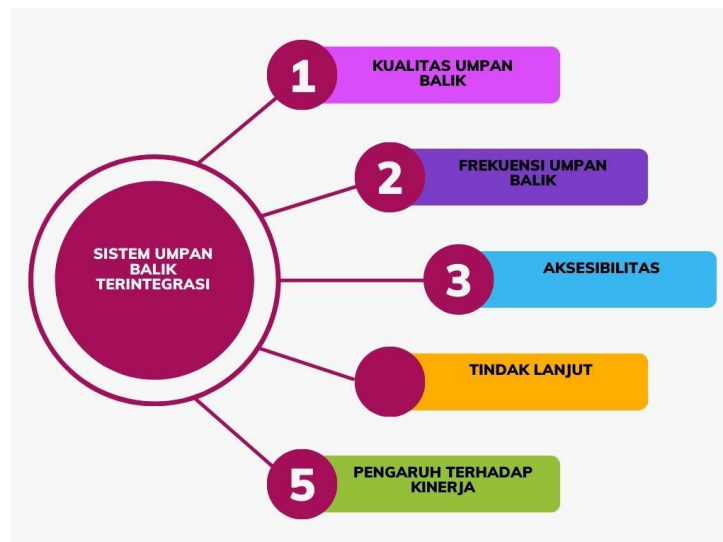 1
KUALITAS UMPAN
BALIK
2
FREKUENSI UMPAN
BALIK
SISTEM UMPAN
BALIK
TERINTEGRASI
3
AKSESIBILITAS
TINDAK LANJUT
5
PENGARUH TERHADAP
KINERJA